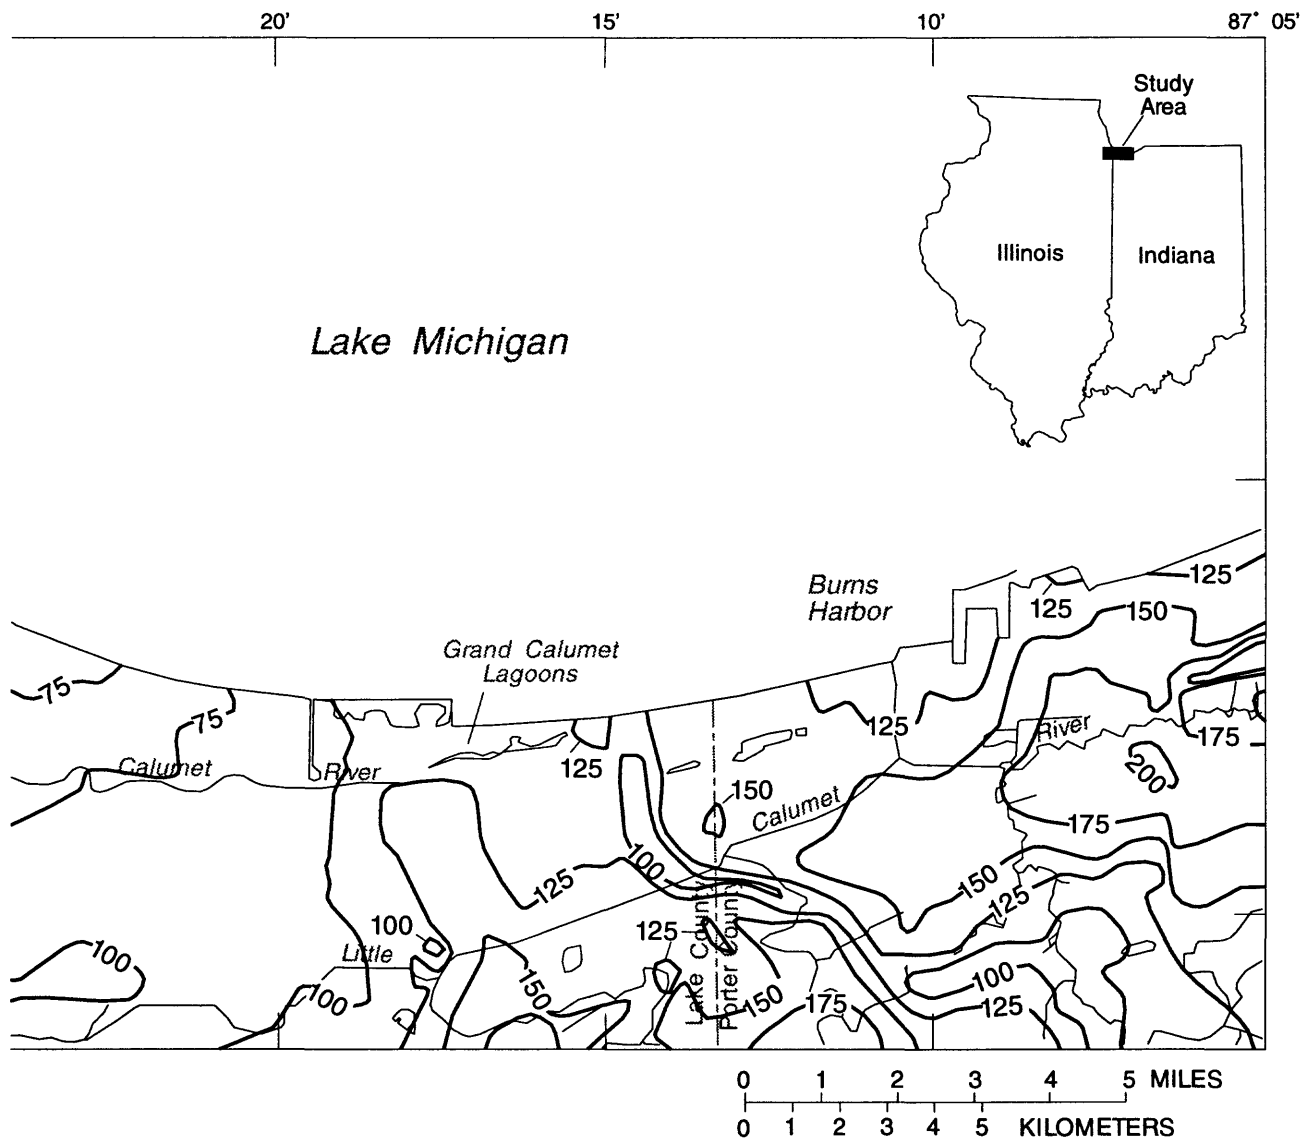 20'
15'
10'
87° 05'
Study
Area
Illinois
Indiana
Lake Michigan
Burns
Harbor
125
125
150
Grand Calumet
Lagoons
75
75
125
125
River
175
Calumet
River
200
150
Calumet
175
100
125
150
125
100
125
Little
100
150
Lake County
Porter County
100
100
150
175
100
125
0 1 2 3 4 5 MILES
0 1 2 3 4 5 KILOMETERS